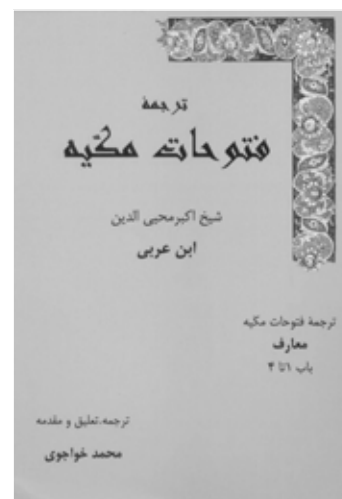 ترجمهٔ
فتوحات مکیه
شیخ اکبر محیی الدین
ابن عربی
ترجمهٔ فتوحات مکیه
معارف
باب ۱ تا ۴
ترجمه،تعلیق و مقدمه
محمد خواجوی